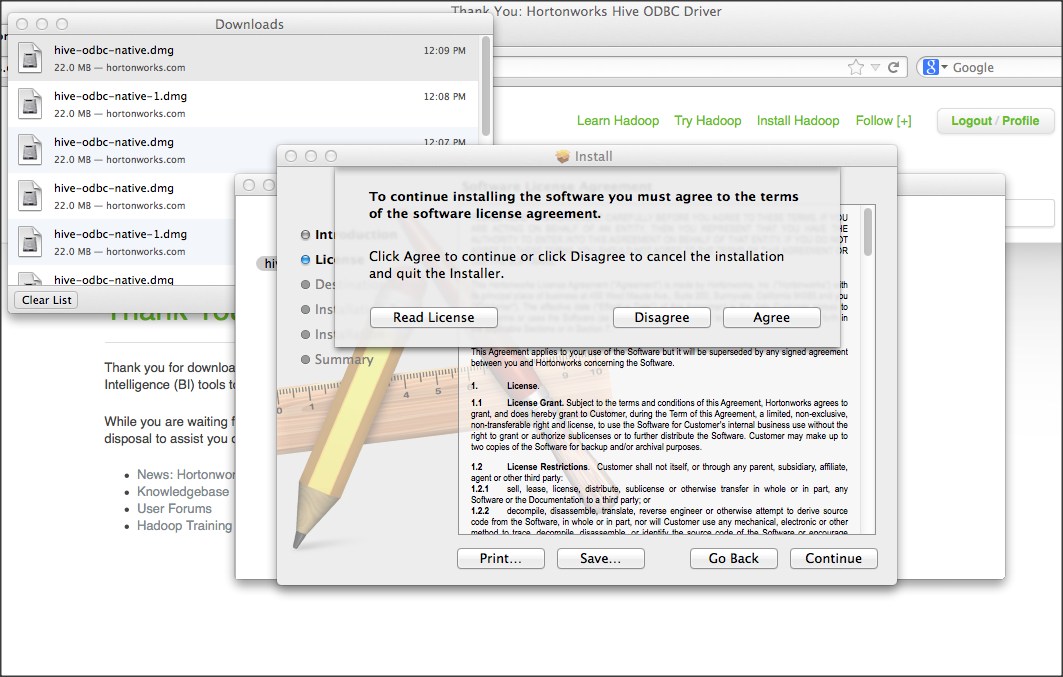 Thank You: Hortonworks Hive ODBC Driver
Downloads
hive-odbc-native.dmg
12:09 PM
22.0 MB — hortonworks.com
hive-odbc-native-1.dmg
12:08 PM
22.0 MB — hortonworks.com
hive-odbc-native.dmg
12:07 PM
22.0 MB — hortonworks.com
hive-odbc-native.dmg
22.0 MB — hortonworks.com
hive-odbc-native-1.dmg
22.0 MB — hortonworks.com
hive-odbc-native.dmg
Clear List
Google
Learn Hadoop
Try Hadoop
Install Hadoop
Follow [+]
Logout / Profile
Install
To continue installing the software you must agree to the terms
of the software license agreement.
Click Agree to continue or click Disagree to cancel the installation
and quit the Installer.
Read License
Disagree
Agree
Introduction
Summary
This Agreement applies to your use of the Software but it will be superseded by any signed agreement
between you and Hortonworks concerning the Software.
1. License.
1.1 License Grant. Subject to the terms and conditions of this Agreement, Hortonworks agrees to
grant, and does hereby grant to Customer, during the Term of this Agreement, a limited, non-exclusive,
non-transferable right and license, to use the Software for Customer's internal business use without the
right to grant or authorize sublicenses or to further distribute the Software. Customer may make up to
two copies of the Software for backup and/or archival purposes.
1.2 License Restrictions. Customer shall not itself, or through any parent, subsidiary, affiliate,
agent or other third party:
1.2.1 sell, lease, license, distribute, sublicense or otherwise transfer in whole or in part, any
Software or the Documentation to a third party; or
1.2.2 decompile, disassemble, translate, reverse engineer or otherwise attempt to derive source
code from the Software, in whole or in part, nor will Customer use any mechanical, electronic or other
method to trace, decompile, disassemble, or identify the source code of the Software or encourage
Print...
Save...
Go Back
Continue
Thank You
Thank you for downloa
Intelligence (BI) tools to
While you are waiting f
disposal to assist you
News: Hortonwor
Knowledgebase
User Forums
Hadoop Training